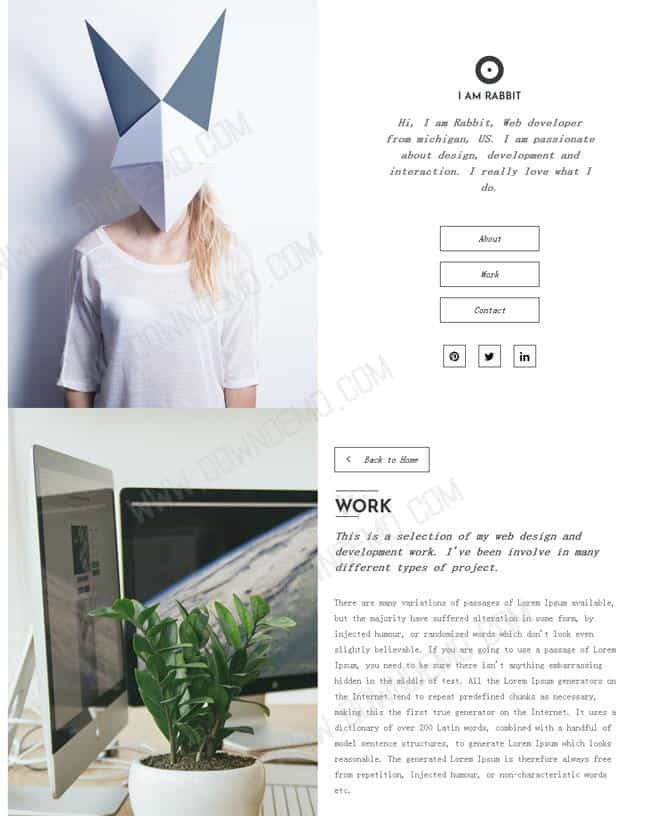 I AM RABBIT
Hi, I am Rabbit, Web developer
from michigan, US. I am passionate
about design, development and
interaction. I really love what I
do.
About
Work
Contact
Back to Home
WORK
This is a selection of my web design and
development work. I've been involve in many
different types of project.
There are many variations of passages of Lorem Ipsum available,
but the majority have suffered alteration in some form, by
injected humour, or randomized words which don't look even
slightly believable. If you are going to use a passage of Lorem
Ipsum, you need to be sure there isn't anything embarrassing
hidden in the middle of text. All the Lorem Ipsum generators on
the Internet tend to repeat predefined chunks as necessary,
making this the first true generator on the Internet. It uses a
dictionary of over 200 Latin words, combined with a handful of
model sentence structures, to generate Lorem Ipsum which looks
reasonable. The generated Lorem Ipsum is therefore always free
from repetition, injected humour, or non-characteristic words
etc.
WWW.DOWNDEMO.COM